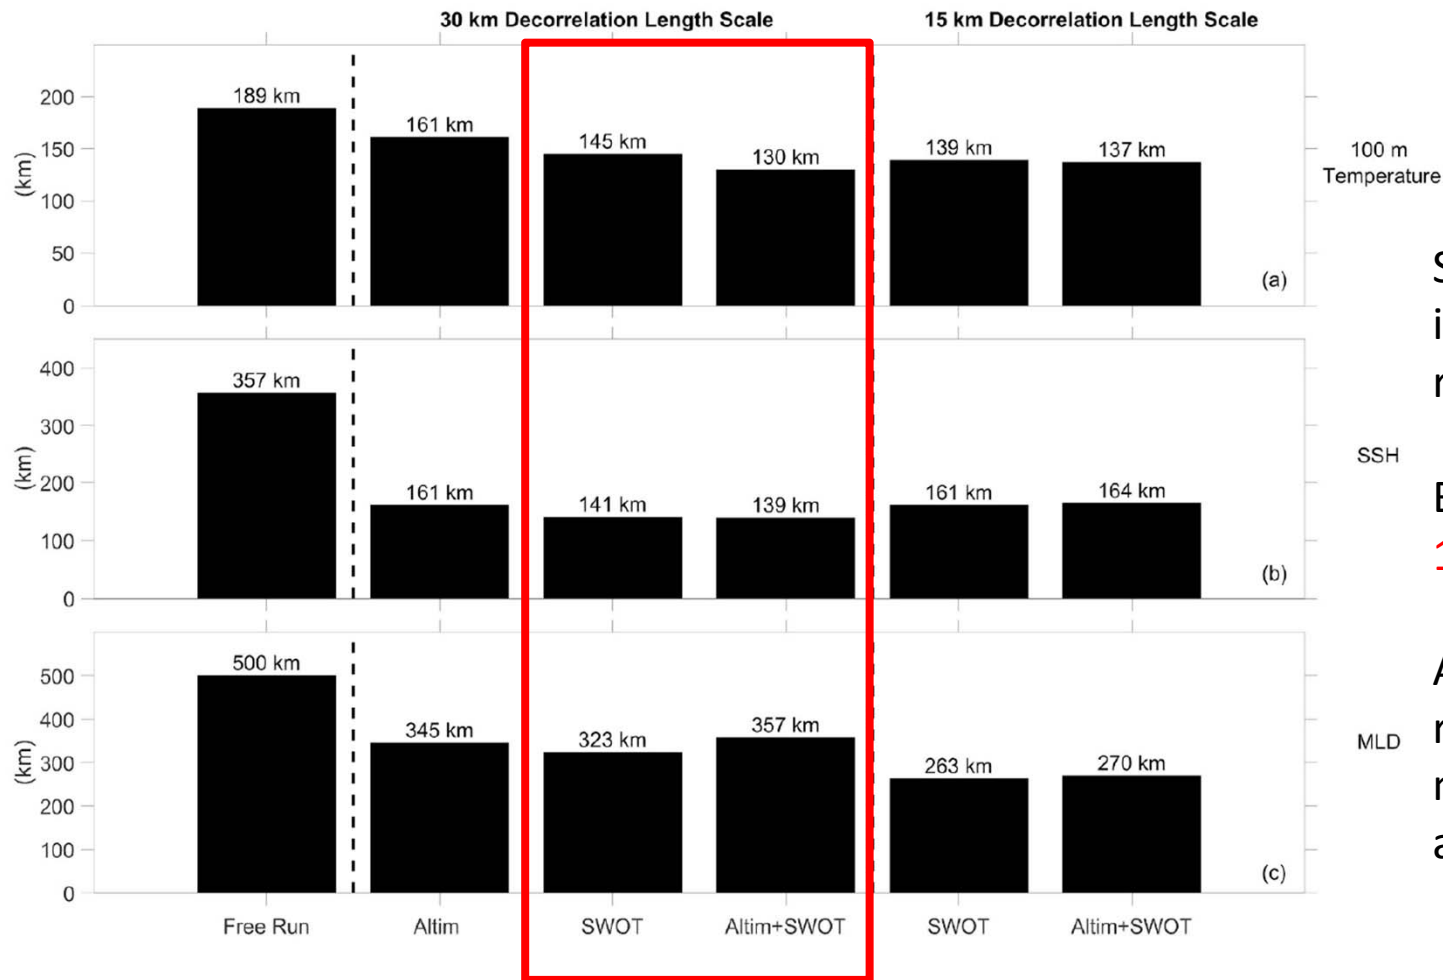 30 km Decorrelation Length Scale
15 km Decorrelation Length Scale
(km)
200
150
100
50
0
189 km
161 km
145 km
130 km
139 km
137 km
100 m
Temperature
(a)
(km)
400
300
200
100
0
357 km
161 km
141 km
139 km
161 km
164 km
SSH
(b)
(km)
500
400
300
200
100
0
500 km
345 km
323 km
357 km
263 km
270 km
MLD
(c)
Free Run
Altim
SWOT
Altim+SWOT
SWOT
Altim+SWOT